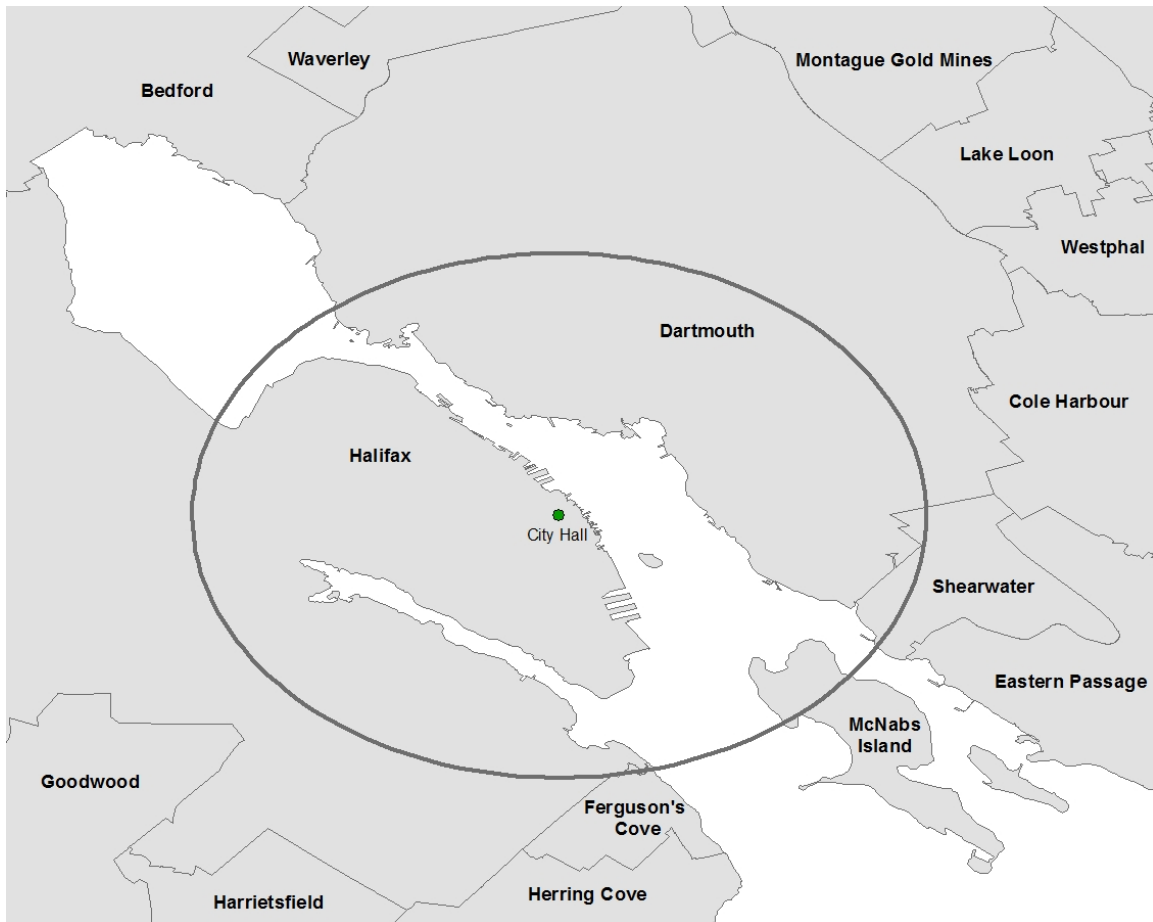 Waverley
Montague Gold Mines
Bedford
Lake Loon
Westphal
Dartmouth
Cole Harbour
Halifax
City Hall
Shearwater
Eastern Passage
McNabs
Island
Goodwood
Ferguson's
Cove
Herring Cove
Harrietsfield